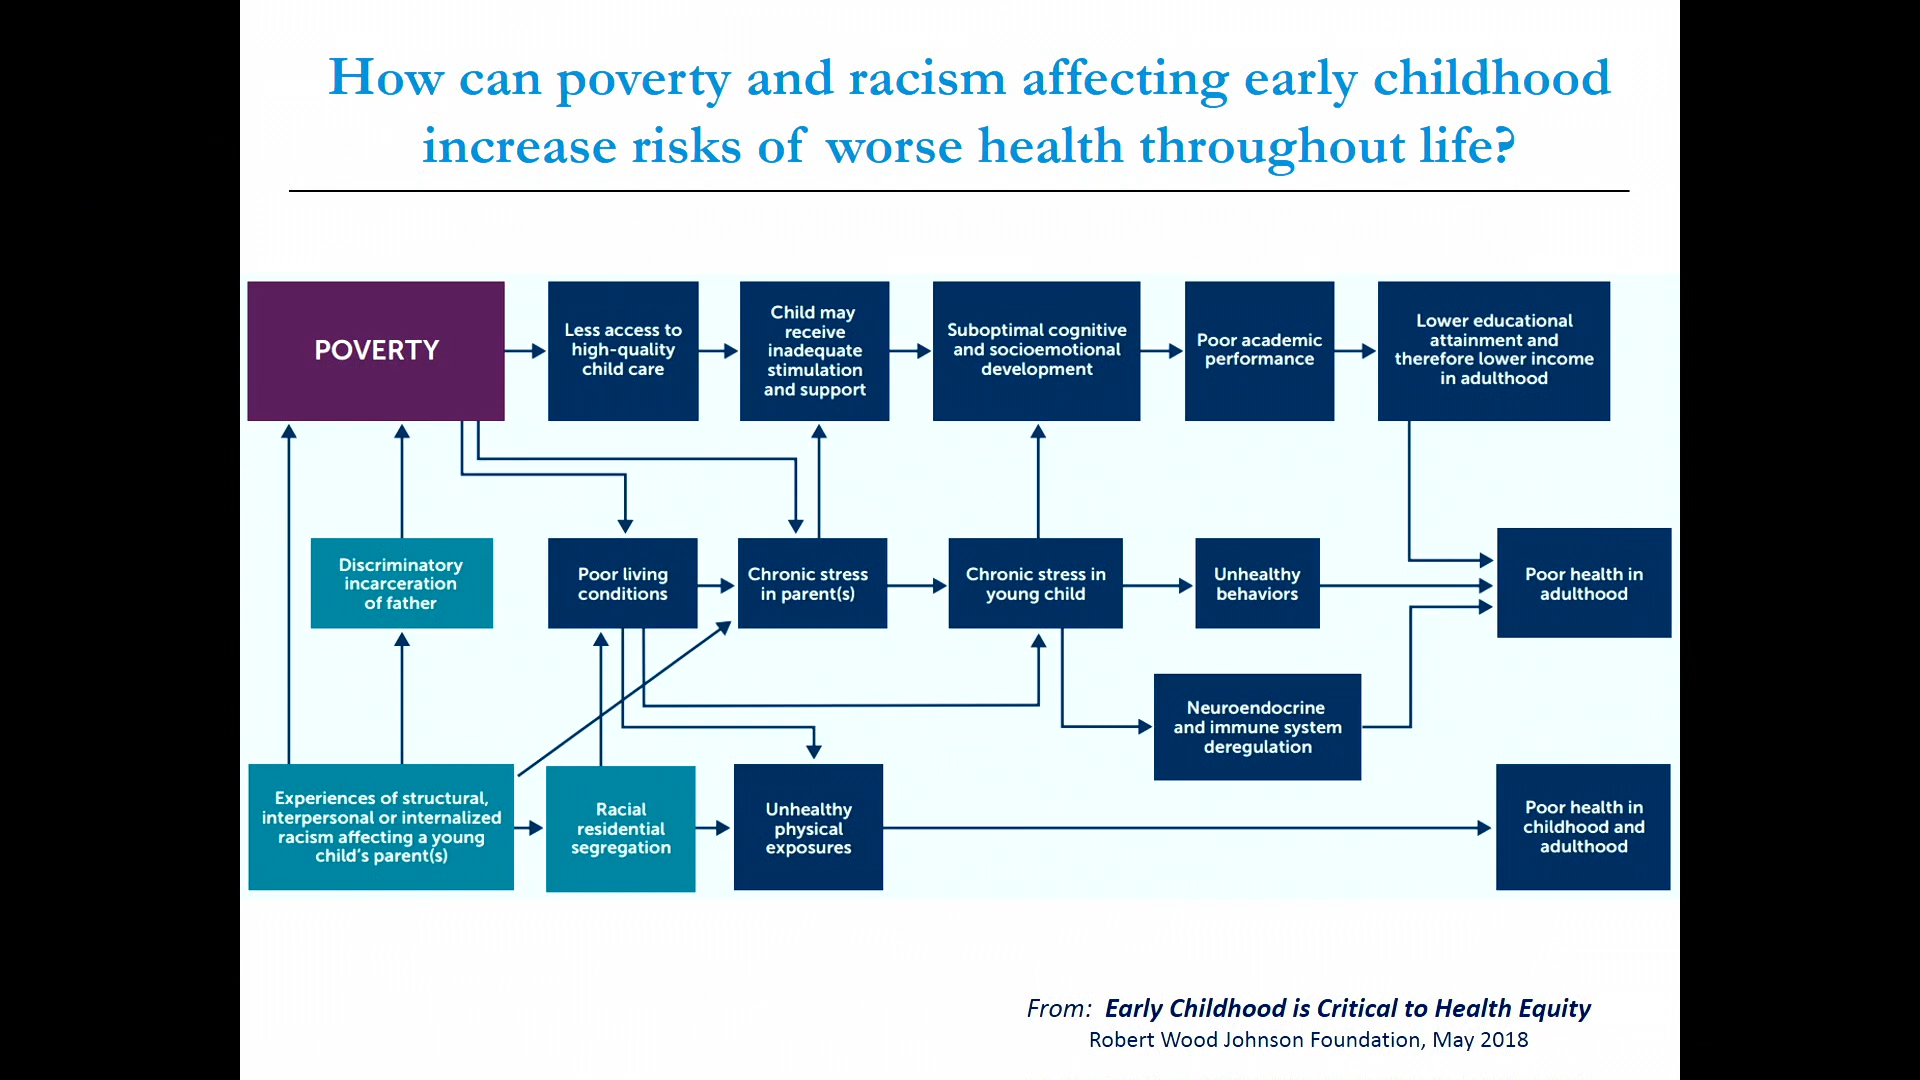 How can poverty and racism affecting early childhood
increase risks of worse health throughout life?
POVERTY
Less access to
high-quality
child care
Child may
receive
inadequate
stimulation
and support
Suboptimal cognitive
and socioemotional
development
Poor academic
performance
Lower educational
attainment and
therefore lower income
in adulthood
Discriminatory
incarceration
of father
Poor living
conditions
Chronic stress
in parent(s)
Chronic stress in
young child
Unhealthy
behaviors
Poor health in
adulthood
Neuroendocrine
and immune system
deregulation
Experiences of structural,
interpersonal or internalized
racism affecting a young
child's parent(s)
Racial
residential
segregation
Unhealthy
physical
exposures
Poor health in
childhood and
adulthood
From: Early Childhood is Critical to Health Equity
Robert Wood Johnson Foundation, May 2018